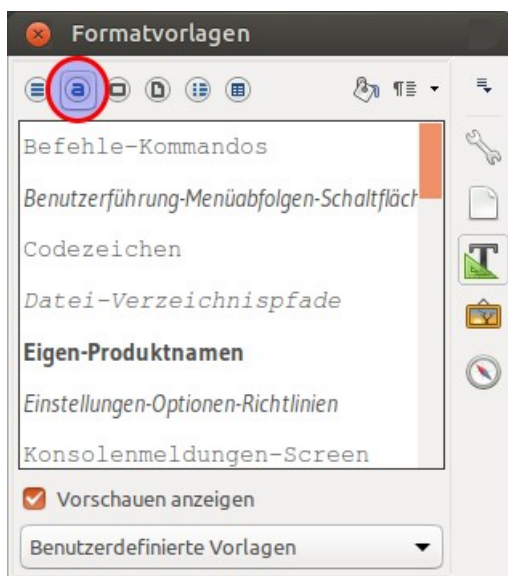 Formatvorlagen
a
Befehle-Kommandos
Benutzerführung-Menüabfolgen-Schaltfläch
Codezeichen
Datei-Verzeichnispfade
Eigen-Produktnamen
Einstellungen-Optionen-Richtlinien
Konsolenmeldungen-Screen
Vorschauen anzeigen
Benutzerdefinierte Vorlagen